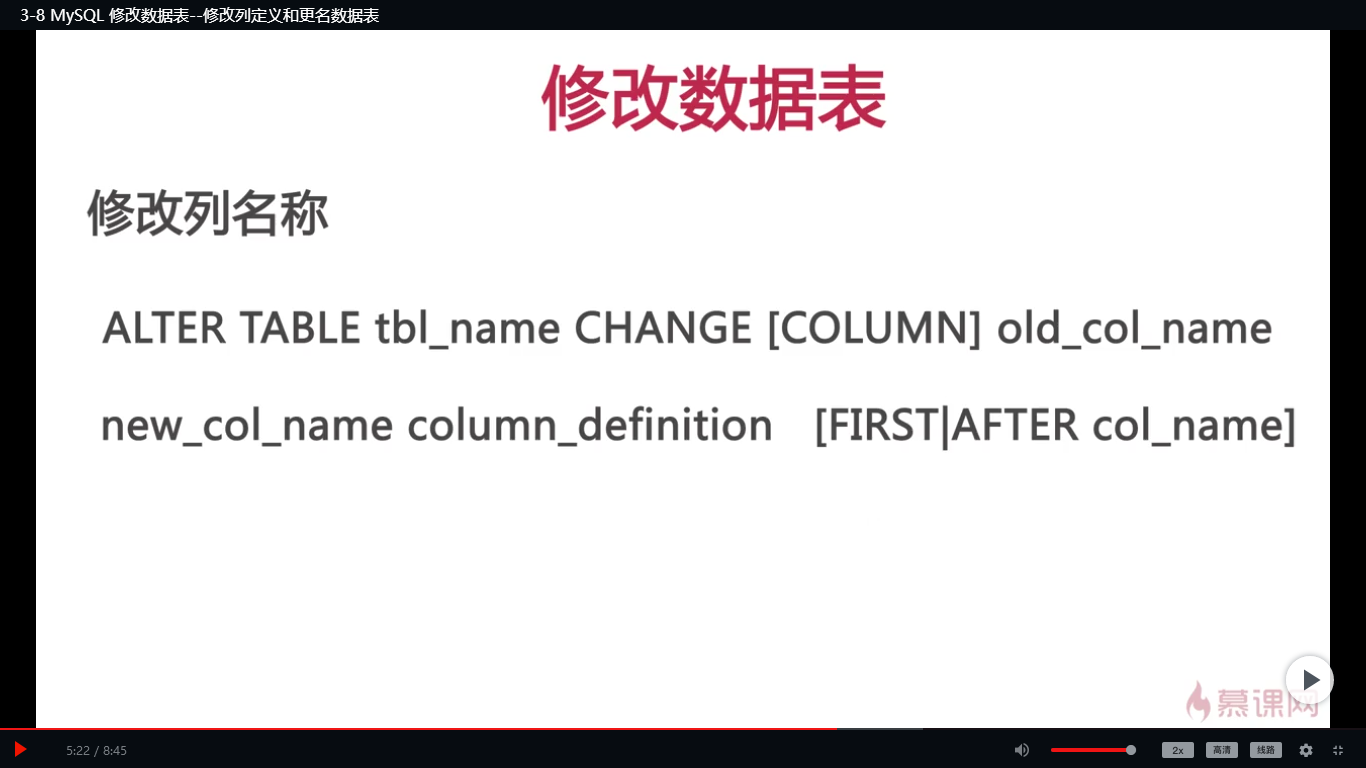 3-8 MySQL 修改数据表--修改列定义和更名数据表
修改数据表
修改列名称
ALTER TABLE tbl_name CHANGE [COLUMN] old_col_name
new_col_name column_definition [FIRST|AFTER col_name]
慕课网
5:22 / 8:45
2x
高清
线路